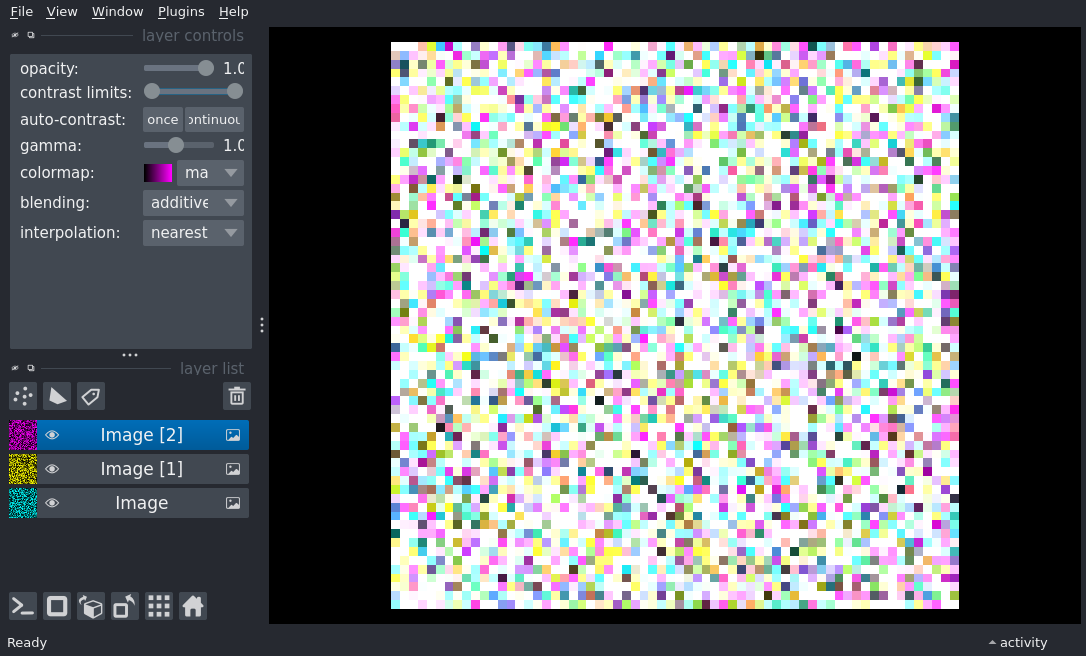 File View Window Plugins Help
layer controls
opacity: 1.0
contrast limits:
auto-contrast: once ontinuou
gamma: 1.0
colormap: ma
blending: additive
interpolation: nearest
layer list
Image [2]
Image [1]
Image
Ready activity